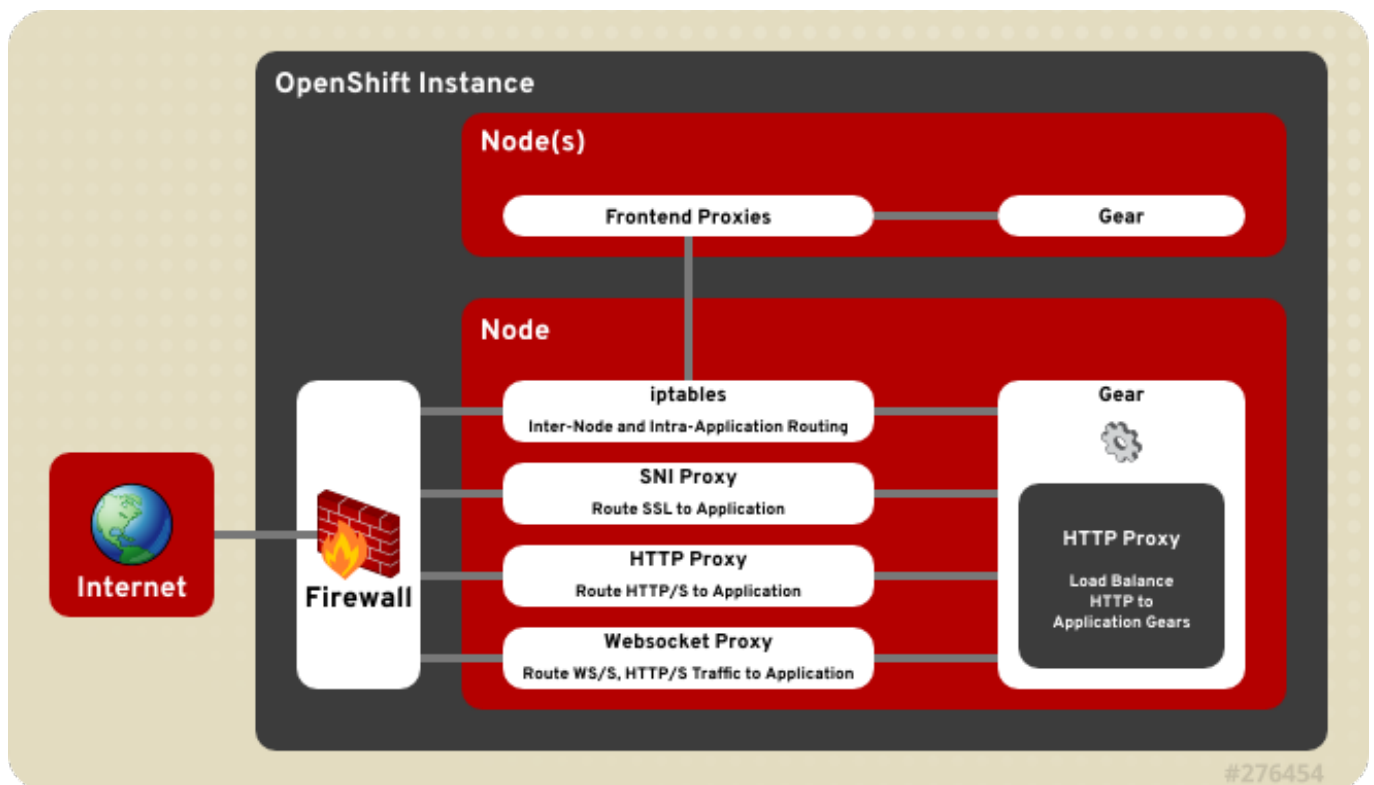 OpenShift Instance
Node(s)
Frontend Proxies
Gear
Node
iptables
Inter-Node and Intra-Application Routing
Gear
SNI Proxy
Route SSL to Application
HTTP Proxy
Route HTTP/S to Application
Websocket Proxy
Route WS/S, HTTP/S Traffic to Application
HTTP Proxy
Load Balance
HTTP to
Application Gears
Internet
Firewall
#276454